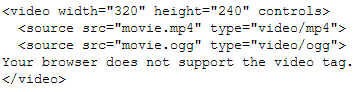 <video width="320" height="240" controls>
  <source src="movie.mp4" type="video/mp4">
  <source src="movie.ogg" type="video/ogg">
Your browser does not support the video tag.
</video>